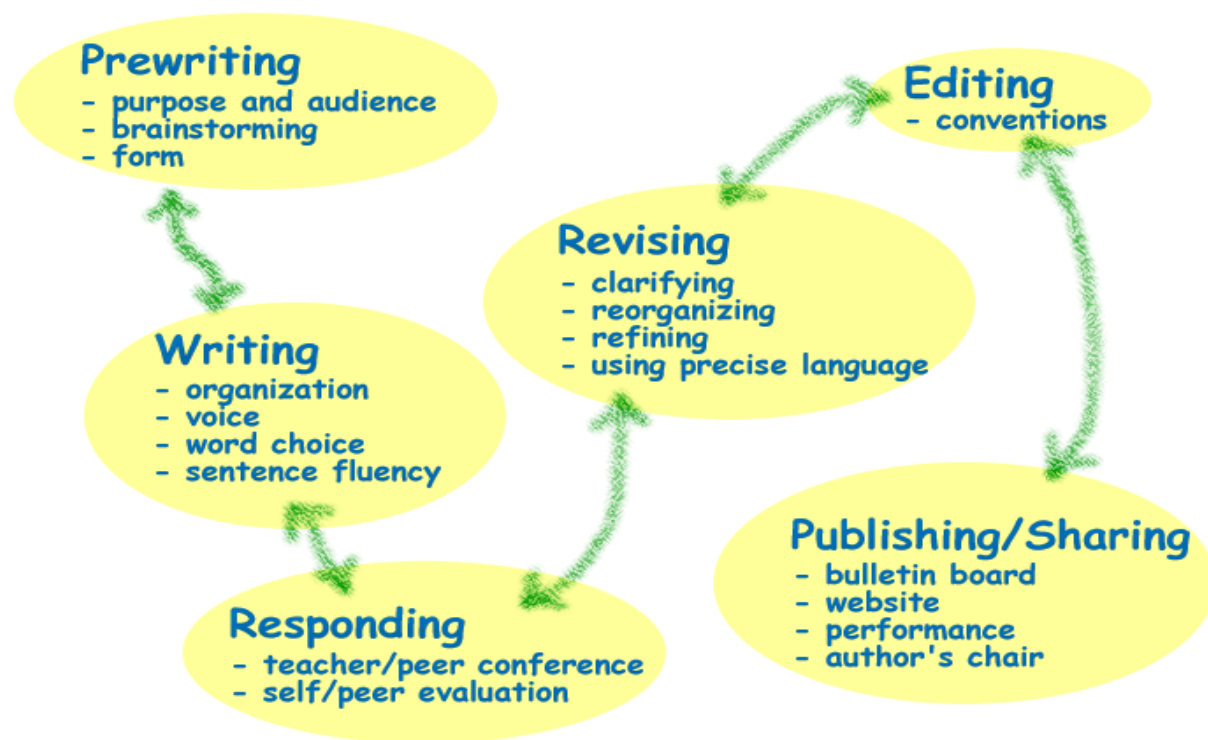 Prewriting
- purpose and audience
- brainstorming
- form
Writing
- organization
- voice
- word choice
- sentence fluency
Responding
- teacher/peer conference
- self/peer evaluation
Revising
- clarifying
- reorganizing
- refining
- using precise language
Editing
- conventions
Publishing/Sharing
- bulletin board
- website
- performance
- author's chair